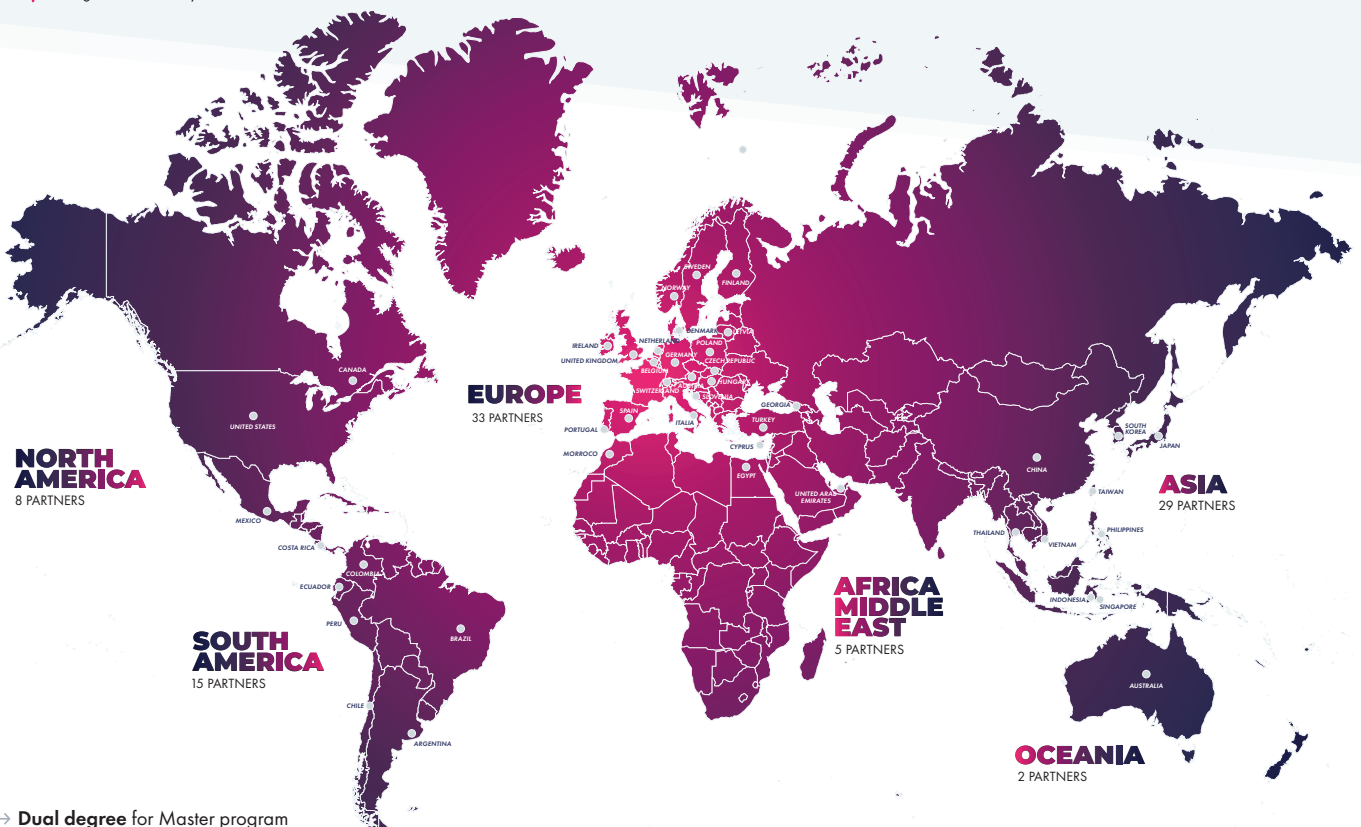 SWEDEN
NORWAY
FINLAND
DENMARK
LATVIA
IRELAND
NETHERLAND
POLAND
UNITED KINGDOM
GERMANY
CZECH REPUBLIC
BELGIUM
CANADA
HUNGARY
SWITZERLAND
EUROPE
33 PARTNERS
SLOVENIA
SPAIN
GEORGIA
UNITED STATES
PORTUGAL
ITALIA
TURKEY
SOUTH
KOREA
JAPAN
CYPRUS
MORROCO
NORTH
AMERICA
8 PARTNERS
EGYPT
CHINA
ASIA
29 PARTNERS
UNITED ARAB
EMIRATES
TAIWAN
MEXICO
THAILAND
PHILIPPINES
VIETNAM
COSTA RICA
COLOMBIA
ECUADOR
AFRICA
MIDDLE
EAST
5 PARTNERS
INDONESIA
SINGAPORE
PERU
BRAZIL
SOUTH
AMERICA
15 PARTNERS
AUSTRALIA
CHILE
ARGENTINA
OCEANIA
2 PARTNERS
→ Dual degree for Master program